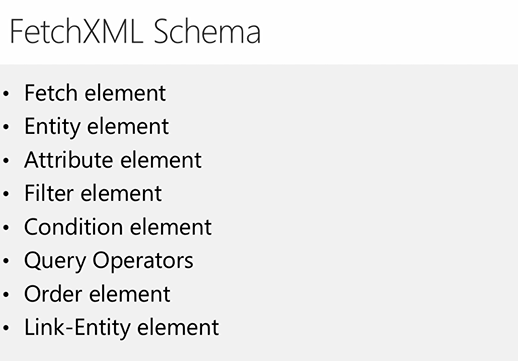 FetchXML Schema
• Fetch element
• Entity element
• Attribute element
• Filter element
• Condition element
• Query Operators
• Order element
• Link-Entity element